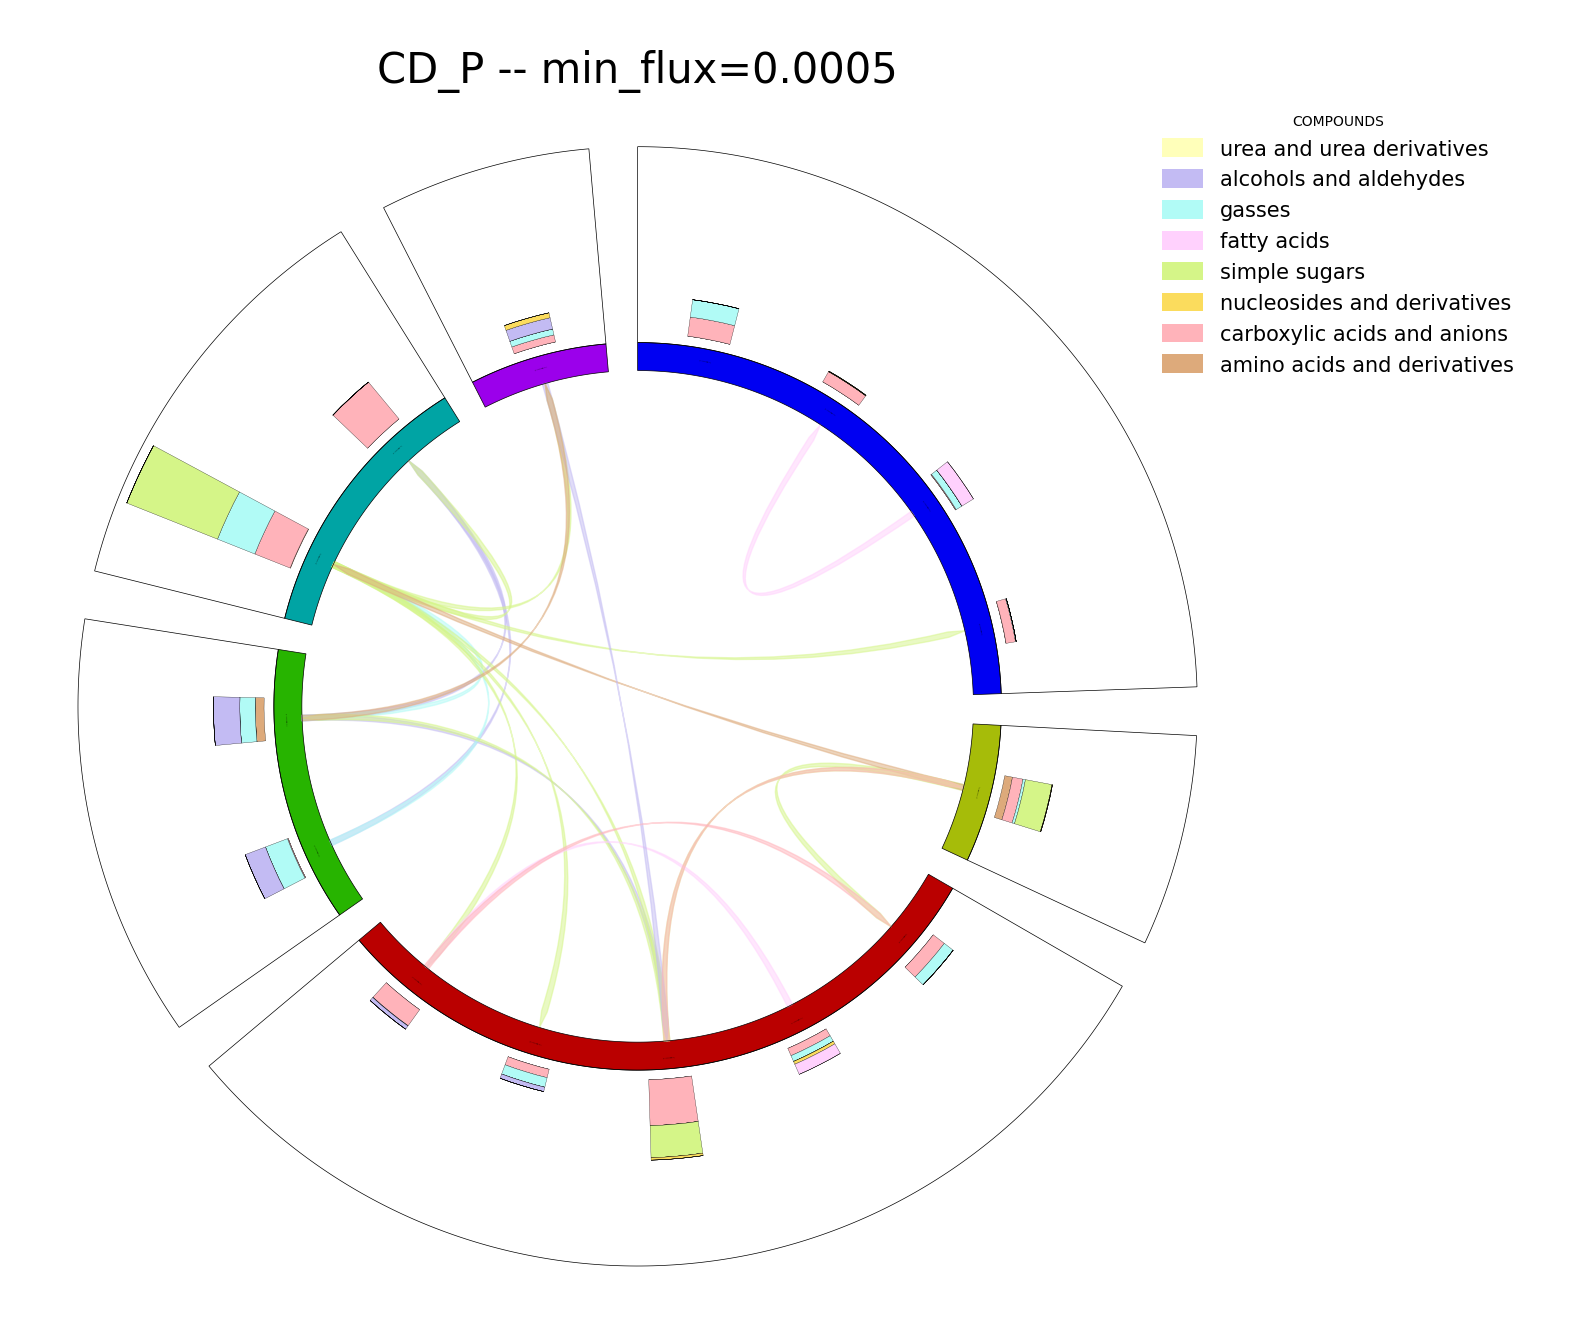 CD_P -- min_flux=0.0005
COMPOUNDS
urea and urea derivatives
alcohols and aldehydes
gasses
fatty acids
simple sugars
nucleosides and derivatives
carboxylic acids and anions
amino acids and derivatives